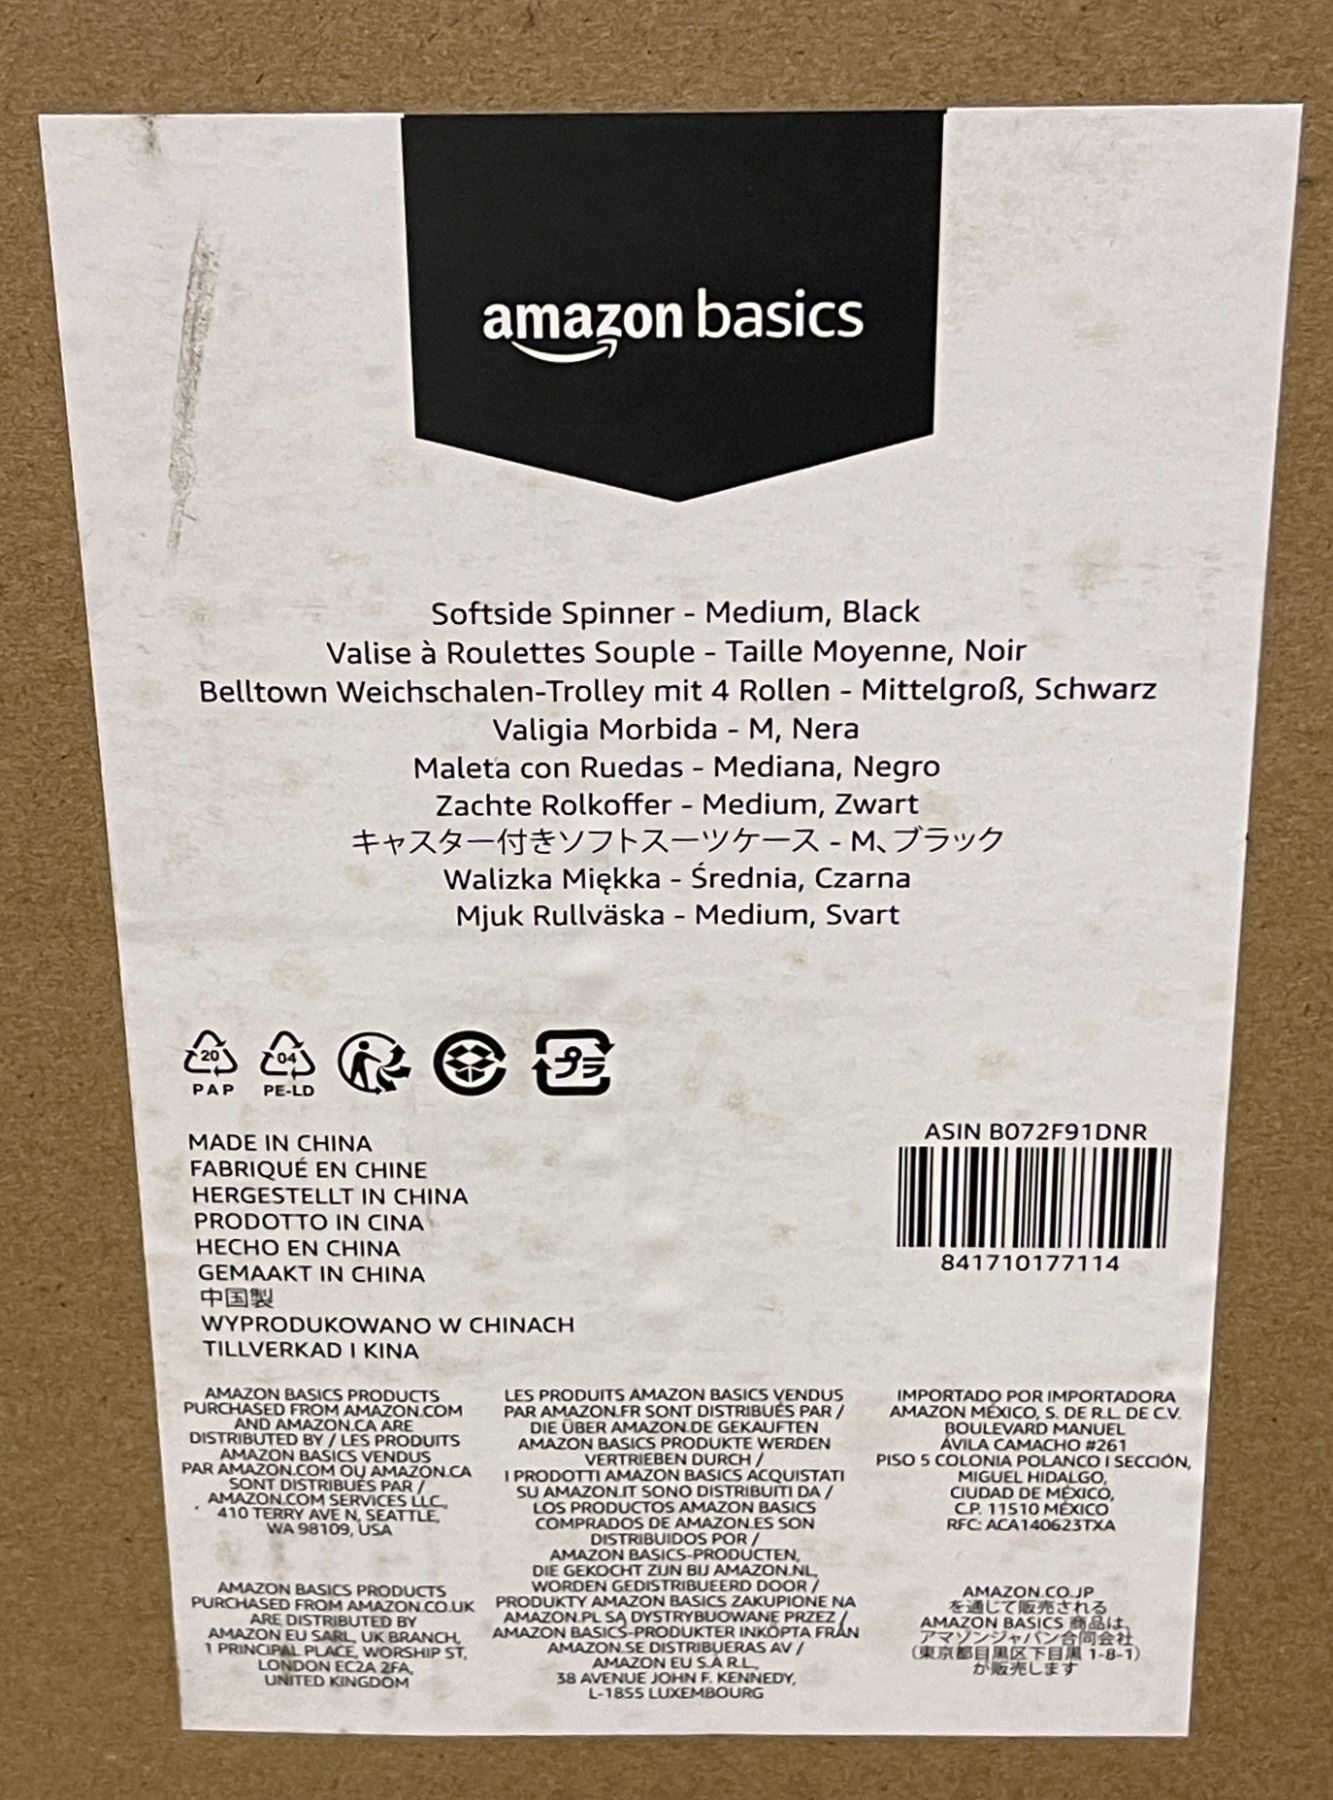 amazon basics
Softside Spinner - Medium, Black
Valise à Roulettes Souple - Taille Moyenne, Noir
Belltown Weichschalen-Trolley mit 4 Rollen - Mittelgroß, Schwarz
Valigia Morbida - M, Nera
Maleta con Ruedas - Mediana, Negro
Zachte Rolkoffer - Medium, Zwart
キャスター付きソフトスーツケース - M、ブラック
Walizka Miękka - Średnia, Czarna
Mjuk Rullväska - Medium, Svart
20 04 プラ
PAP PE-LD
MADE IN CHINA
FABRIQUÉ EN CHINE
HERGESTELLT IN CHINA
PRODOTTO IN CINA
HECHO EN CHINA
GEMAAKT IN CHINA
中国製
WYPRODUKOWANO W CHINACH
TILLVERKAD I KINA
ASIN B072F91DNR
841710177114
AMAZON BASICS PRODUCTS
PURCHASED FROM AMAZON.COM
AND AMAZON.CA ARE
DISTRIBUTED BY / LES PRODUITS
AMAZON BASICS VENDUS
PAR AMAZON.COM OU AMAZON.CA
SONT DISTRIBUÉS PAR /
AMAZON.COM SERVICES LLC,
410 TERRY AVE N, SEATTLE,
WA 98109, USA
AMAZON BASICS PRODUCTS
PURCHASED FROM AMAZON.CO.UK
ARE DISTRIBUTED BY
AMAZON EU SARL, UK BRANCH,
1 PRINCIPAL PLACE, WORSHIP ST,
LONDON EC2A 2FA,
UNITED KINGDOM
LES PRODUITS AMAZON BASICS VENDUS
PAR AMAZON.FR SONT DISTRIBUÉS PAR /
DIE ÜBER AMAZON.DE GEKAUFTEN
AMAZON BASICS PRODUKTE WERDEN
VERTRIEBEN DURCH /
I PRODOTTI AMAZON BASICS ACQUISTATI
SU AMAZON.IT SONO DISTRIBUITI DA /
LOS PRODUCTOS AMAZON BASICS
COMPRADOS DE AMAZON.ES SON
DISTRIBUIDOS POR /
AMAZON BASICS-PRODUCTEN,
DIE GEKOCHT ZIJN BIJ AMAZON.NL,
WORDEN GEDISTRIBUEERD DOOR /
PRODUKTY AMAZON BASICS ZAKUPIONE NA
AMAZON.PL SĄ DYSTRYBUOWANE PRZEZ /
AMAZON BASICS-PRODUKTER INKÖPTA FRÅN
AMAZON.SE DISTRIBUERAS AV /
AMAZON EU S.À R.L.,
38 AVENUE JOHN F. KENNEDY,
L-1855 LUXEMBOURG
IMPORTADO POR IMPORTADORA
AMAZON MÉXICO, S. DE R.L. DE C.V.
BOULEVARD MANUEL
ÁVILA CAMACHO #261
PISO 5 COLONIA POLANCO I SECCIÓN,
MIGUEL HIDALGO,
CIUDAD DE MÉXICO,
C.P. 11510 MÉXICO
RFC: ACA140623TXA
AMAZON.CO.JP
を通じて販売される
AMAZON BASICS 商品は、
アマゾンジャパン合同会社
(東京都目黒区下目黒 1-8-1)
が販売します